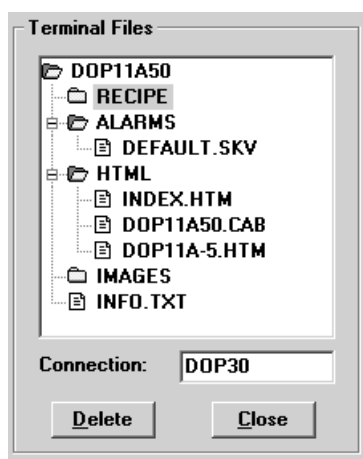 Terminal Files
DOP11A50
RECIPE
ALARMS
DEFAULT.SKV
HTML
INDEX.HTM
DOP11A50.CAB
DOP11A-5.HTM
IMAGES
INFO.TXT
Connection: DOP30
Delete Close